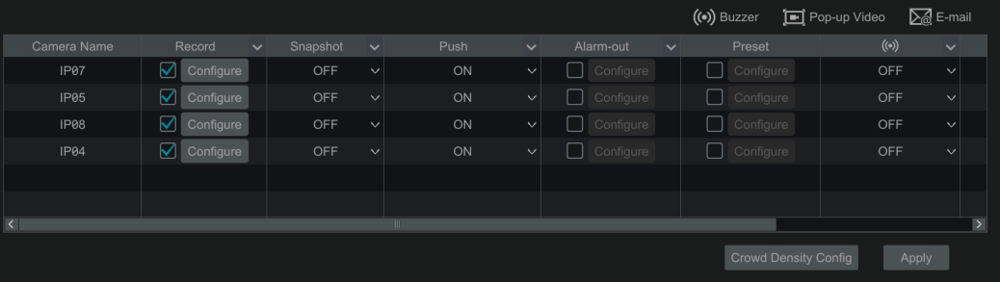 Buzzer Pop-up Video E-mail
Camera Name Record Snapshot Push Alarm-out Preset
IP07 Configure OFF ON Configure Configure OFF
IP05 Configure OFF ON Configure Configure OFF
IP08 Configure OFF ON Configure Configure OFF
IP04 Configure OFF ON Configure Configure OFF
Crowd Density Config Apply